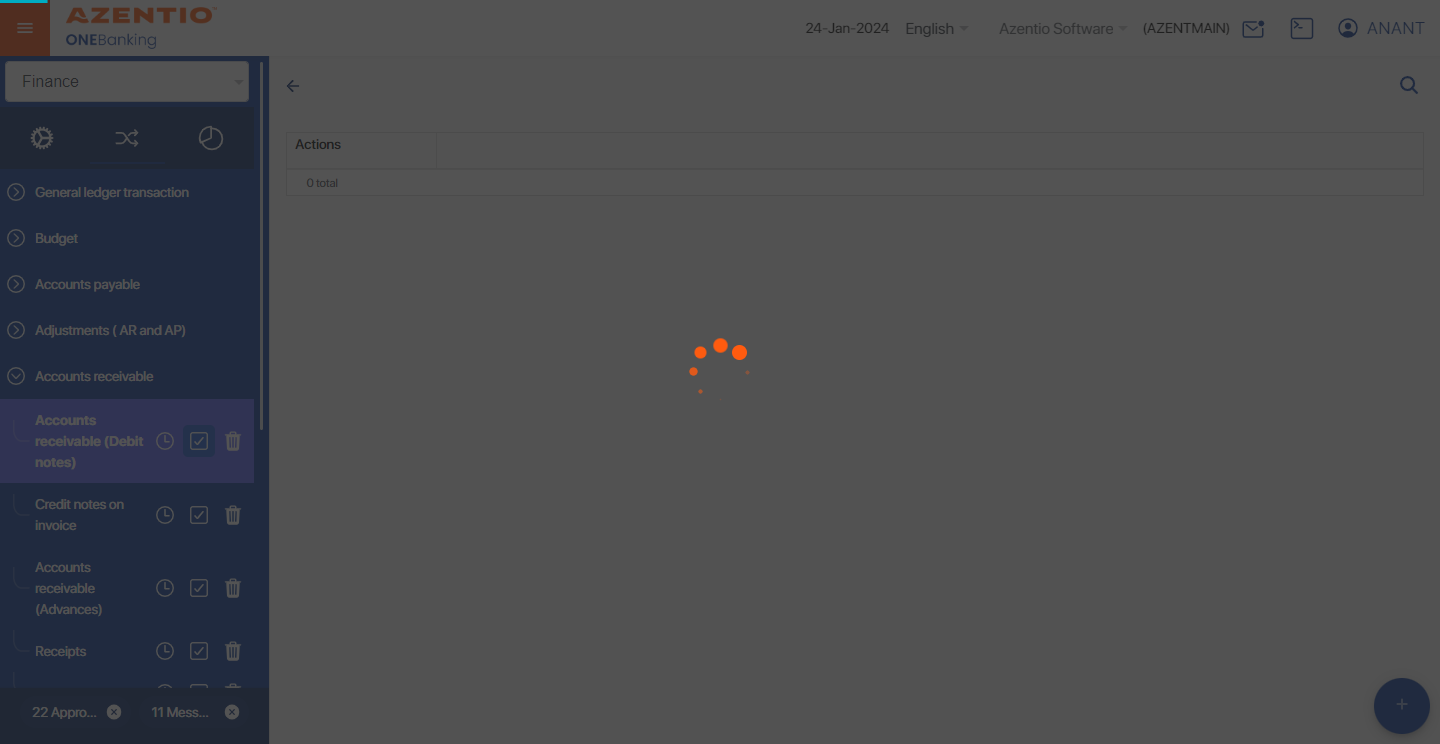 AZENTIO
ONEBanking
24-Jan-2024
English
Azentio Software
(AZENTMAIN)
ANANT
Finance
General ledger transaction
Budget
Accounts payable
Adjustments ( AR and AP)
Accounts receivable
Accounts
receivable (Debit
notes)
Credit notes on
invoice
Accounts
receivable
(Advances)
Receipts
22 Appro...
11 Mess...
Actions
0 total